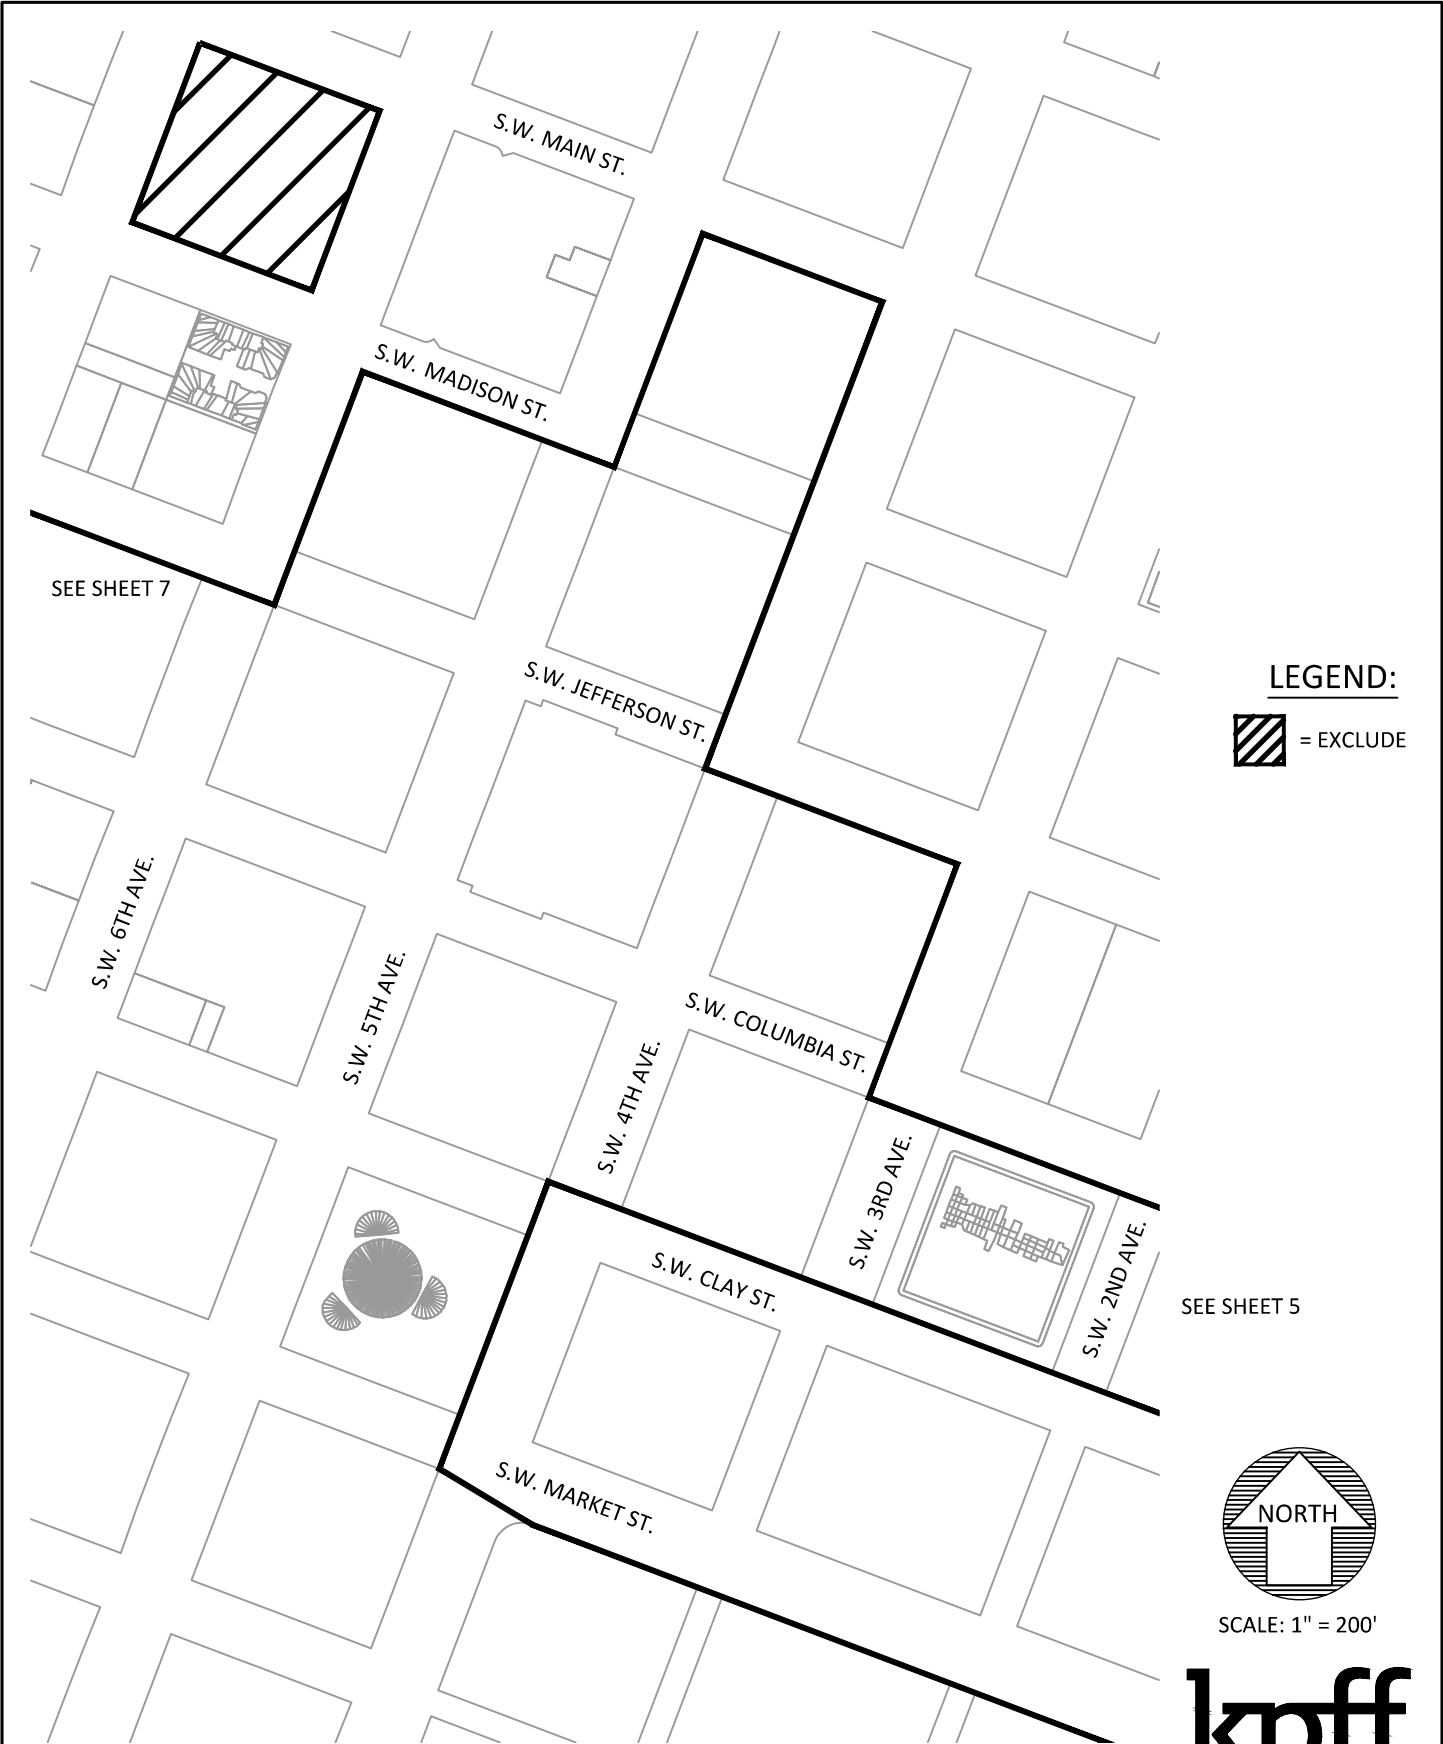 S.W. MAIN ST.
S.W. MADISON ST.
SEE SHEET 7
S.W. JEFFERSON ST.
LEGEND:
= EXCLUDE
S.W. 6TH AVE.
S.W. 5TH AVE.
S.W. COLUMBIA ST.
S.W. 4TH AVE.
S.W. 3RD AVE.
S.W. 2ND AVE.
S.W. CLAY ST.
SEE SHEET 5
S.W. MARKET ST.
NORTH
SCALE: 1" = 200'
kpff